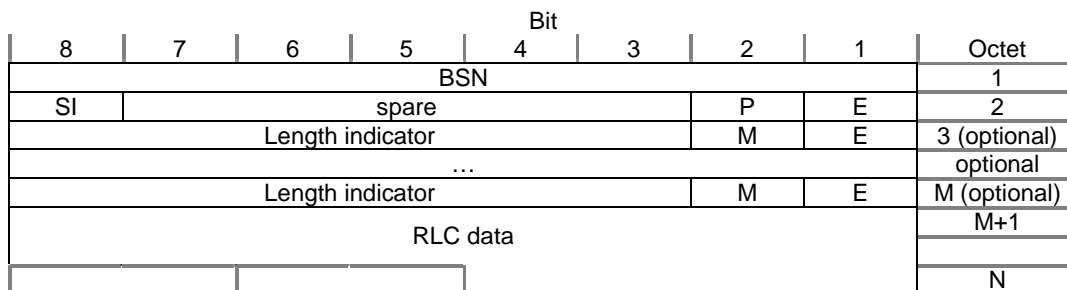 Bit
8 7 6 5 4 3 2 1 Octet
BSN 1
SI spare P E 2
Length indicator M E 3 (optional)
… optional
Length indicator M E M (optional)
RLC data M+1
N